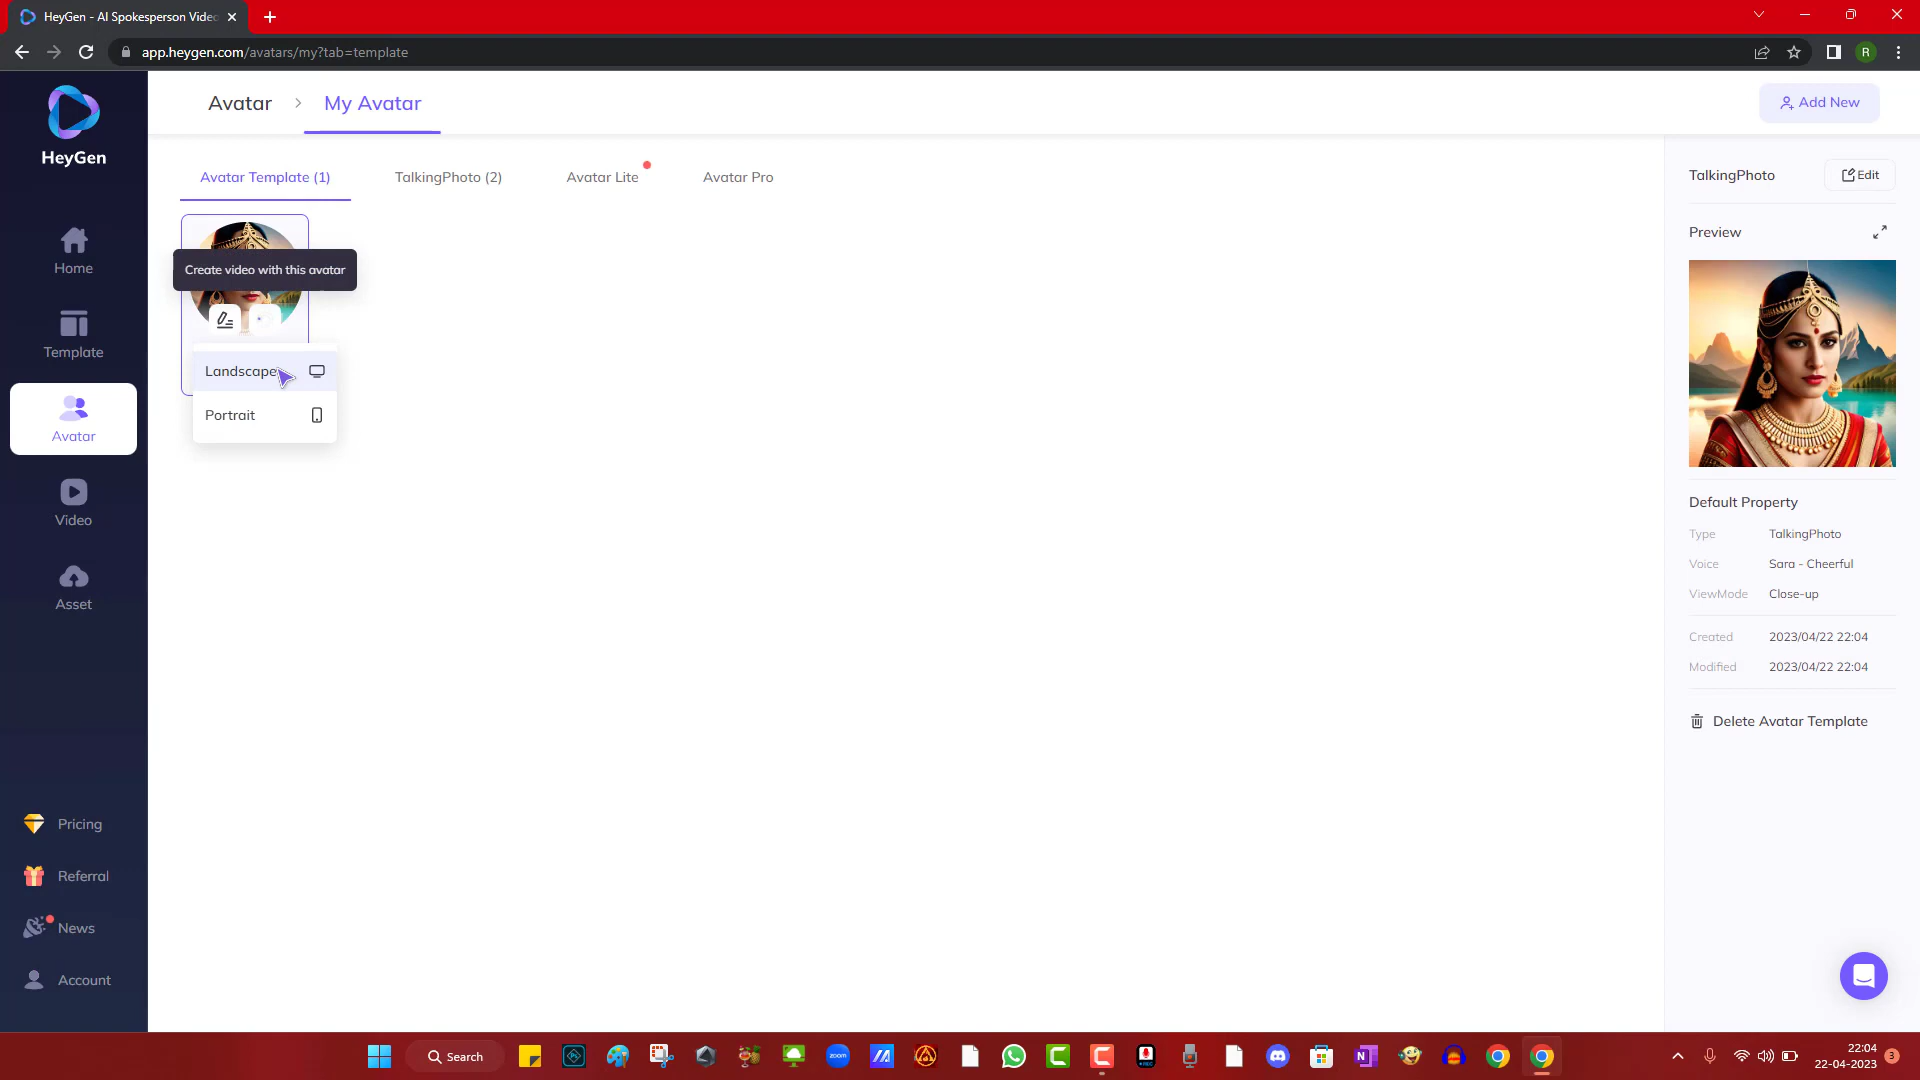 HeyGen - AI Spokesperson Video
app.heygen.com/avatars/my?tab=template
R
HeyGen
Home
Template
Avatar
Video
Asset
Pricing
Referral
News
Account
Avatar
My Avatar
Add New
Avatar Template (1)
TalkingPhoto (2)
Avatar Lite
Avatar Pro
Create video with this avatar
Landscape
Portrait
TalkingPhoto
Edit
Preview
Default Property
Type TalkingPhoto
Voice Sara - Cheerful
ViewMode Close-up
Created 2023/04/22 22:04
Modified 2023/04/22 22:04
Delete Avatar Template
Search
zoom
22:04
22-04-2023
3